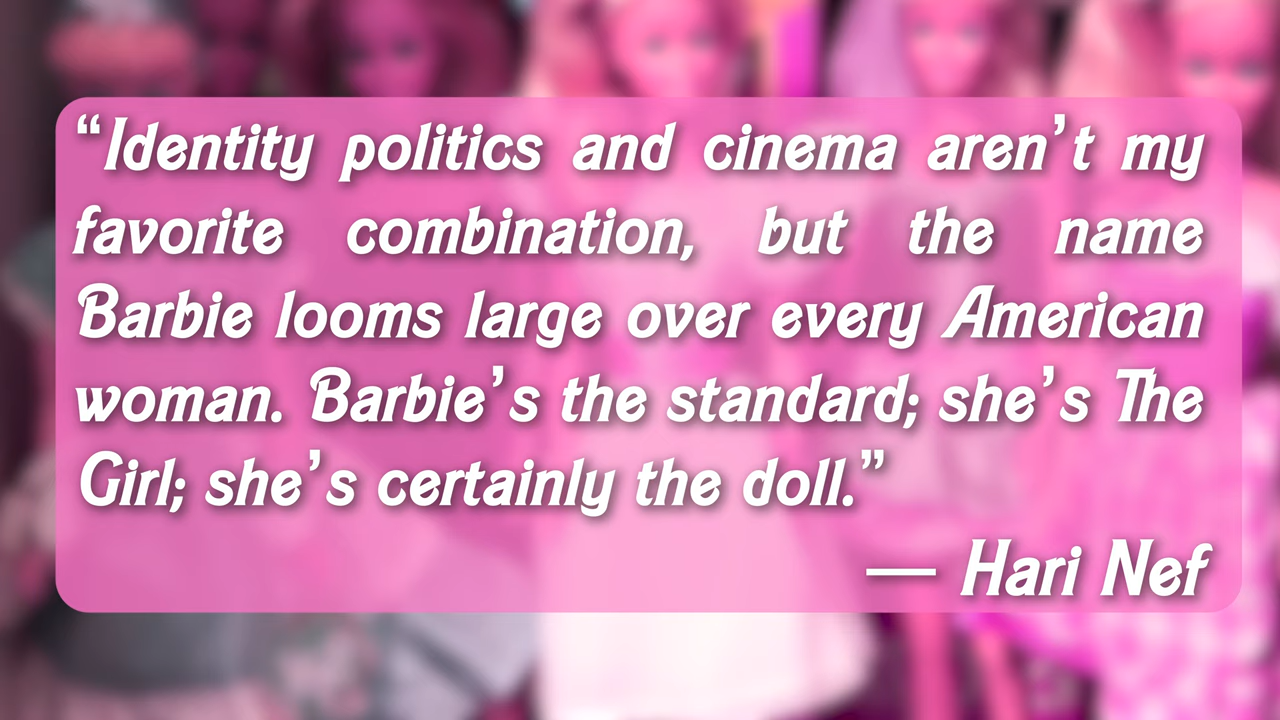 “Identity politics and cinema aren’t my
favorite combination, but the name
Barbie looms large over every American
woman. Barbie’s the standard; she’s The
Girl; she’s certainly the doll.”
— Hari Nef